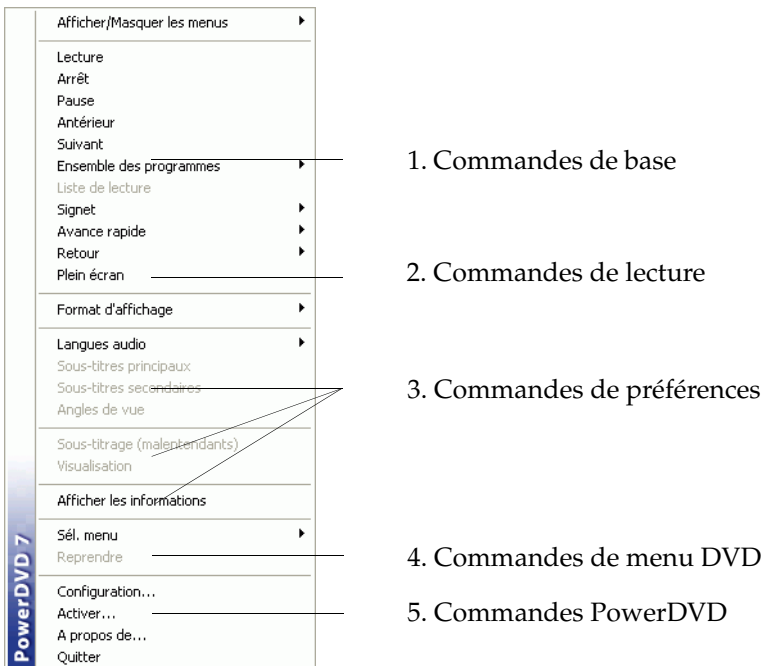 Afficher/Masquer les menus
Lecture
Arrêt
Pause
Antérieur
Suivant
Ensemble des programmes
Liste de lecture
Signet
Avance rapide
Retour
Plein écran
Format d'affichage
Langues audio
Sous-titres principaux
Sous-titres secondaires
Angles de vue
Sous-titrage (malentendants)
Visualisation
Afficher les informations
Sél. menu
Reprendre
Configuration...
Activer...
A propos de...
Quitter
PowerDVD 7
1. Commandes de base
2. Commandes de lecture
3. Commandes de préférences
4. Commandes de menu DVD
5. Commandes PowerDVD